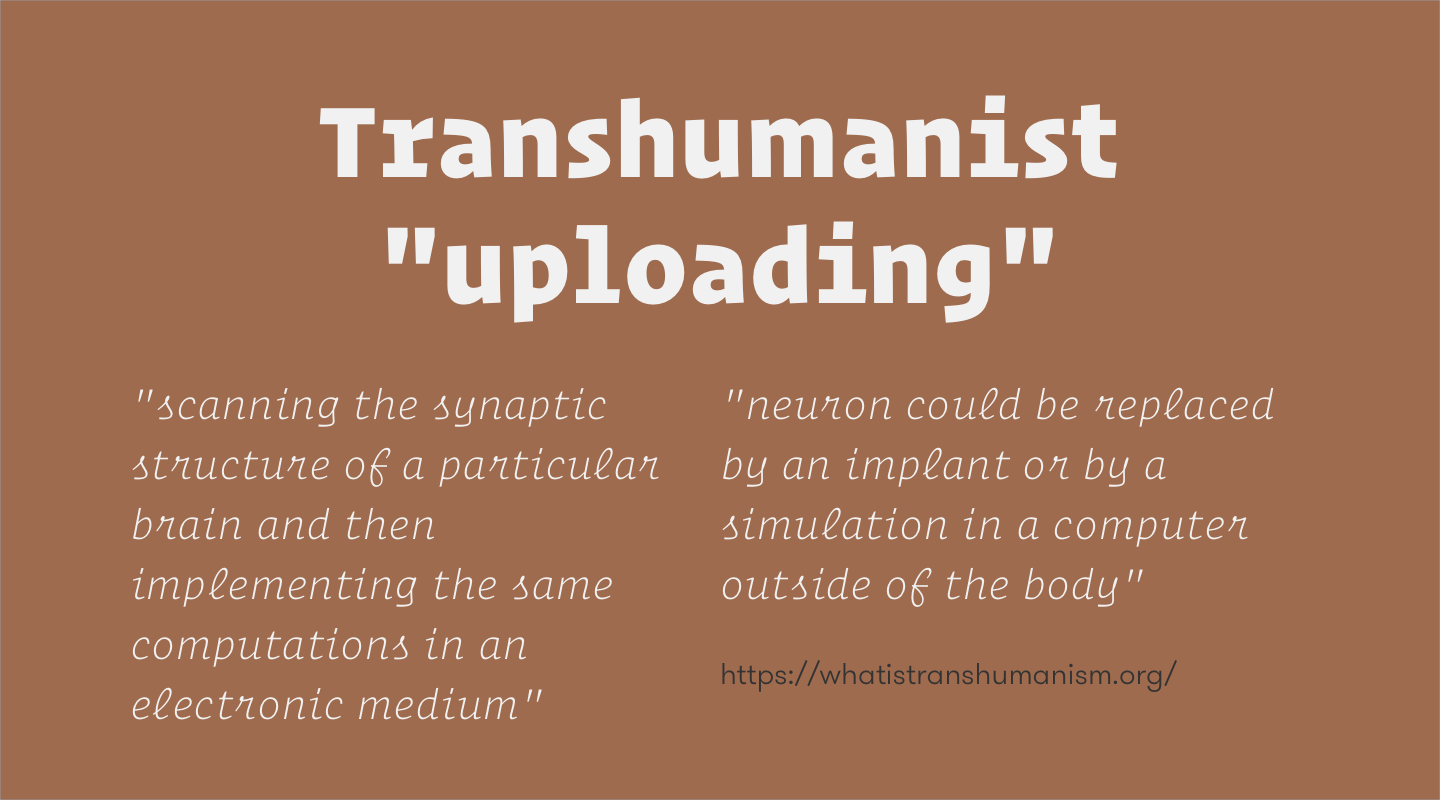 Transhumanist
"uploading"
"scanning the synaptic
structure of a particular
brain and then
implementing the same
computations in an
electronic medium"
"neuron could be replaced
by an implant or by a
simulation in a computer
outside of the body"
https://whatistranshumanism.org/